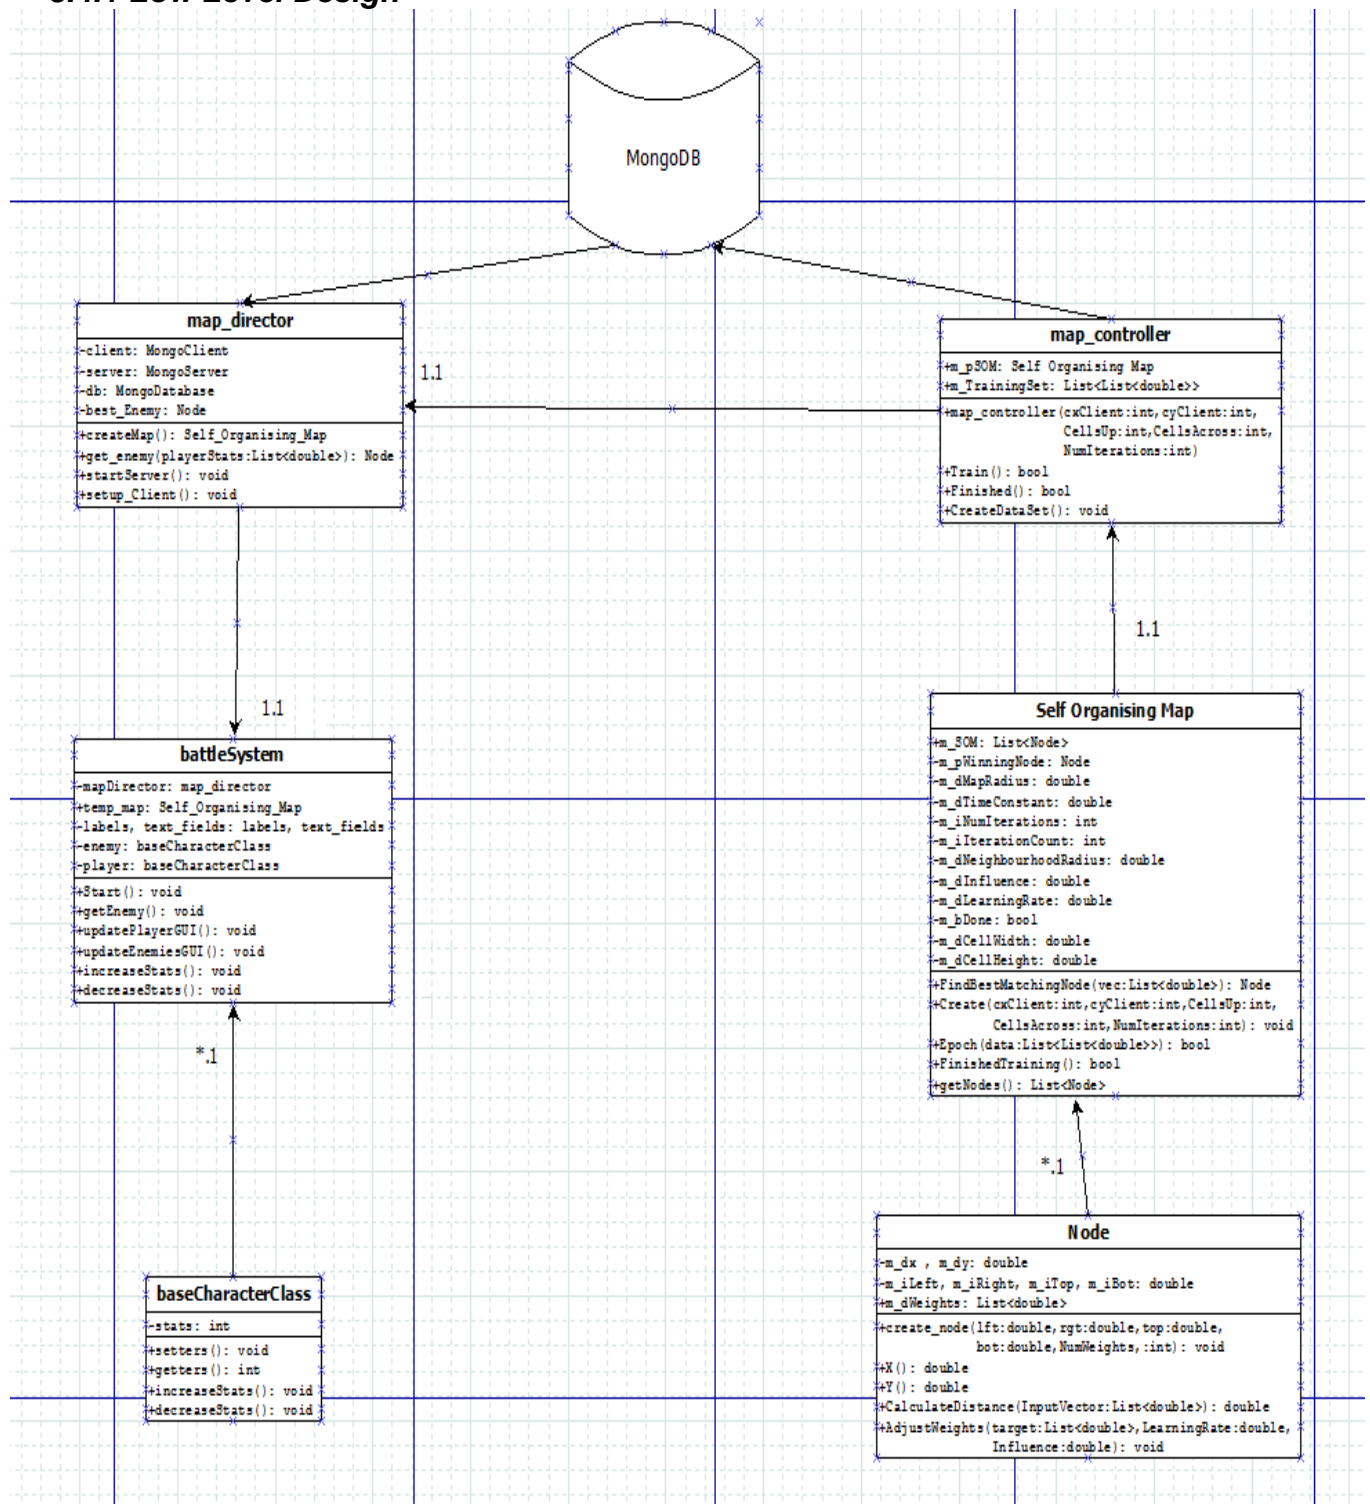 MongoDB
map_director
-client: MongoClient
-server: MongoServer
-db: MongoDatabase
-best_Enemy: Node
+createMap(): Self_Organising_Map
+get_enemy(playerStats:List<double>): Node
+startServer(): void
+setup_Client(): void
1.1
map_controller
+m_pSOM: Self Organising Map
+m_TrainingSet: List<List<double>>
+map_controller(cxClient:int,cyClient:int,
CellsUp:int,CellsAcross:int,
NumIterations:int)
+Train(): bool
+Finished(): bool
+CreateDataSet(): void
1.1
1.1
battleSystem
-mapDirector: map_director
+temp_map: Self_Organising_Map
-labels, text_fields: labels, text_fields
-enemy: baseCharacterClass
-player: baseCharacterClass
+Start(): void
+getEnemy(): void
+updatePlayerGUI(): void
+updateEnemiesGUI(): void
+increaseStats(): void
+decreaseStats(): void
Self Organising Map
+m_SOM: List<Node>
-m_pWinningNode: Node
-m_dMapRadius: double
-m_dTimeConstant: double
-m_iNumIterations: int
-m_iIterationCount: int
-m_dNeighbourhoodRadius: double
-m_dInfluence: double
-m_dLearningRate: double
-m_bDone: bool
-m_dCellWidth: double
-m_dCellHeight: double
+FindBestMatchingNode(vec:List<double>): Node
+Create(cxClient:int,cyClient:int,CellsUp:int,
CellsAcross:int,NumIterations:int): void
+Epoch(data:List<List<double>>): bool
+FinishedTraining(): bool
+getNodes(): List<Node>
*.1
*.1
baseCharacterClass
-stats: int
+setters(): void
+getters(): int
+increaseStats(): void
+decreaseStats(): void
Node
-m_dx , m_dy: double
-m_iLeft, m_iRight, m_iTop, m_iBot: double
+m_dWeights: List<double>
+create_node(lft:double,rgt:double,top:double,
bot:double,NumWeights,:int): void
+X(): double
+Y(): double
+CalculateDistance(InputVector:List<double>): double
+AdjustWeights(target:List<double>,LearningRate:double,
Influence:double): void